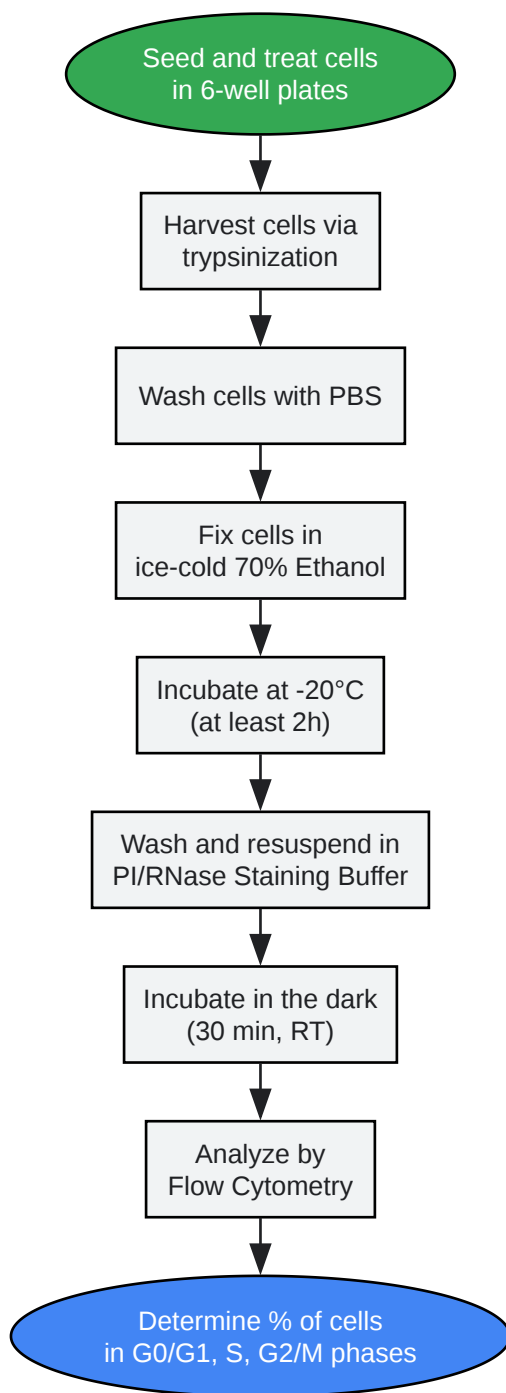 Seed and treat cells
in 6-well plates
Harvest cells via
trypsinization
Wash cells with PBS
Fix cells in
ice-cold 70% Ethanol
Incubate at -20°C
(at least 2h)
Wash and resuspend in
PI/RNase Staining Buffer
Incubate in the dark
(30 min, RT)
Analyze by
Flow Cytometry
Determine % of cells
in G0/G1, S, G2/M phases